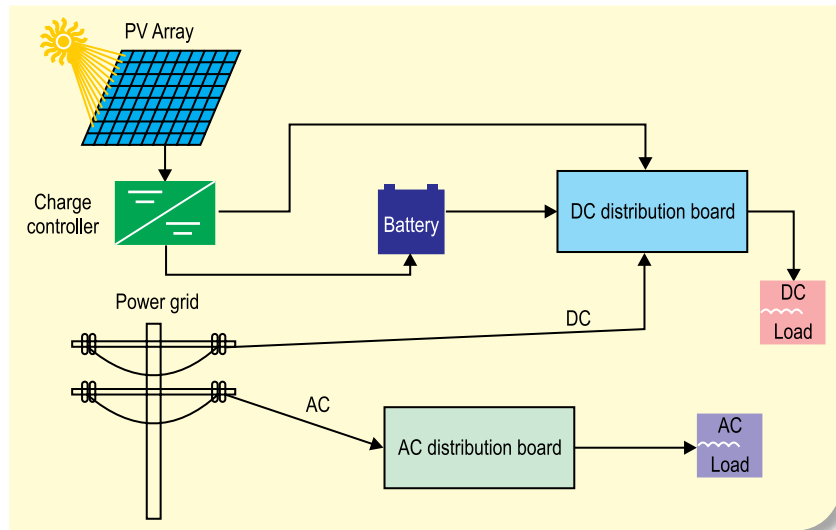 PV Array
Charge
controller
Battery
DC distribution board
DC
Load
Power grid
DC
AC
AC distribution board
AC
Load